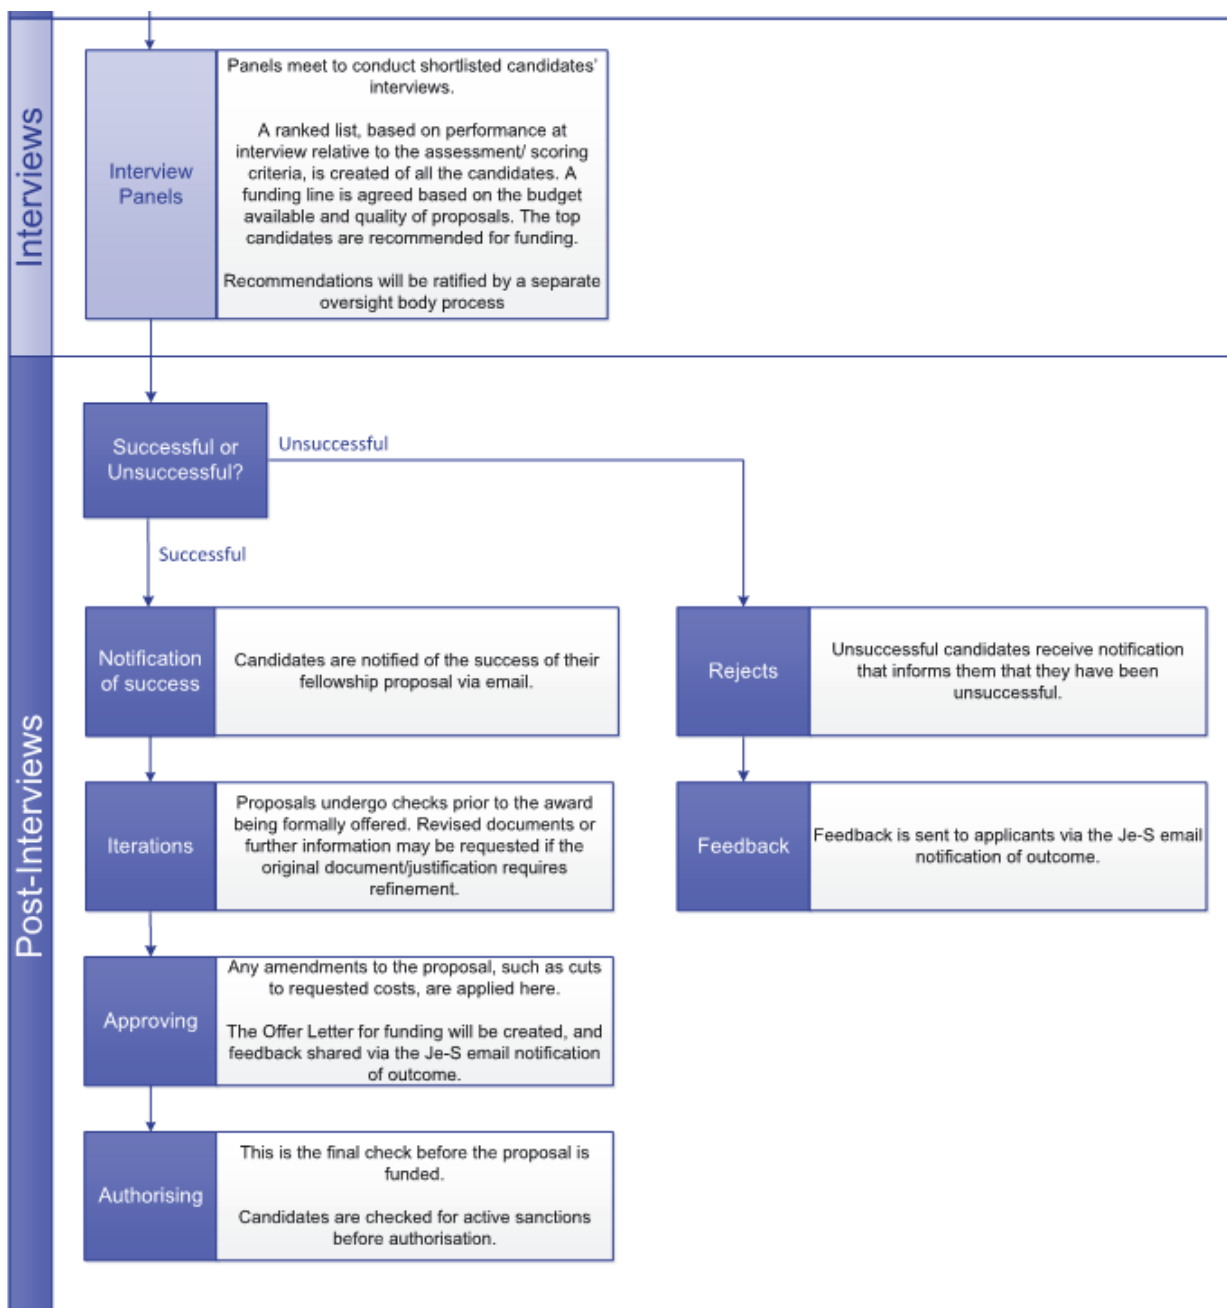 Interviews
Interview
Panels
Panels meet to conduct shortlisted candidates'
interviews.
A ranked list, based on performance at
interview relative to the assessment/ scoring
criteria, is created of all the candidates. A
funding line is agreed based on the budget
available and quality of proposals. The top
candidates are recommended for funding.
Recommendations will be ratified by a separate
oversight body process
Post-Interviews
Successful or
Unsuccessful?
Unsuccessful
Successful
Notification
of success
Candidates are notified of the success of their
fellowship proposal via email.
Rejects
Unsuccessful candidates receive notification
that informs them that they have been
unsuccessful.
Iterations
Proposals undergo checks prior to the award
being formally offered. Revised documents or
further information may be requested if the
original document/justification requires
refinement.
Feedback
Feedback is sent to applicants via the Je-S email
notification of outcome.
Approving
Any amendments to the proposal, such as cuts
to requested costs, are applied here.
The Offer Letter for funding will be created, and
feedback shared via the Je-S email notification
of outcome.
Authorising
This is the final check before the proposal is
funded.
Candidates are checked for active sanctions
before authorisation.